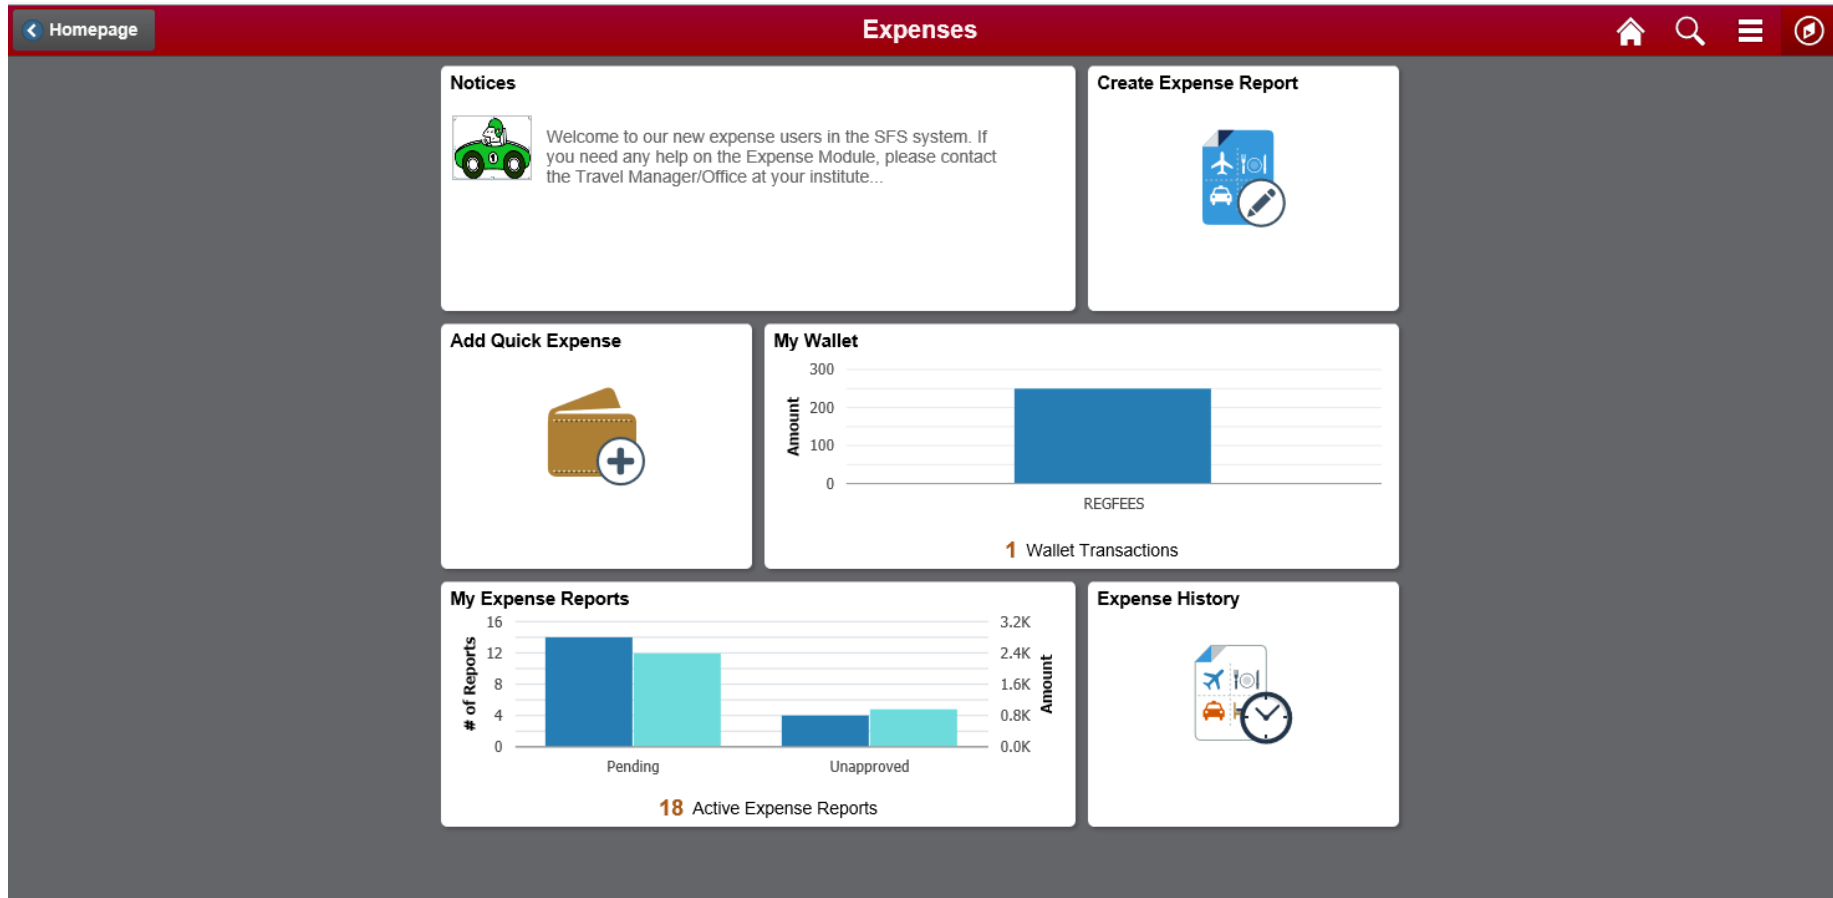 Homepage
Expenses
Notices
Welcome to our new expense users in the SFS system. If
you need any help on the Expense Module, please contact
the Travel Manager/Office at your institute...
1
Create Expense Report
Add Quick Expense
My Wallet
300
200
100
0
Amount
REGFEES
1 Wallet Transactions
My Expense Reports
16
12
8
4
0
# of Reports
3.2K
2.4K
1.6K
0.8K
0.0K
Amount
Pending
Unapproved
18 Active Expense Reports
Expense History